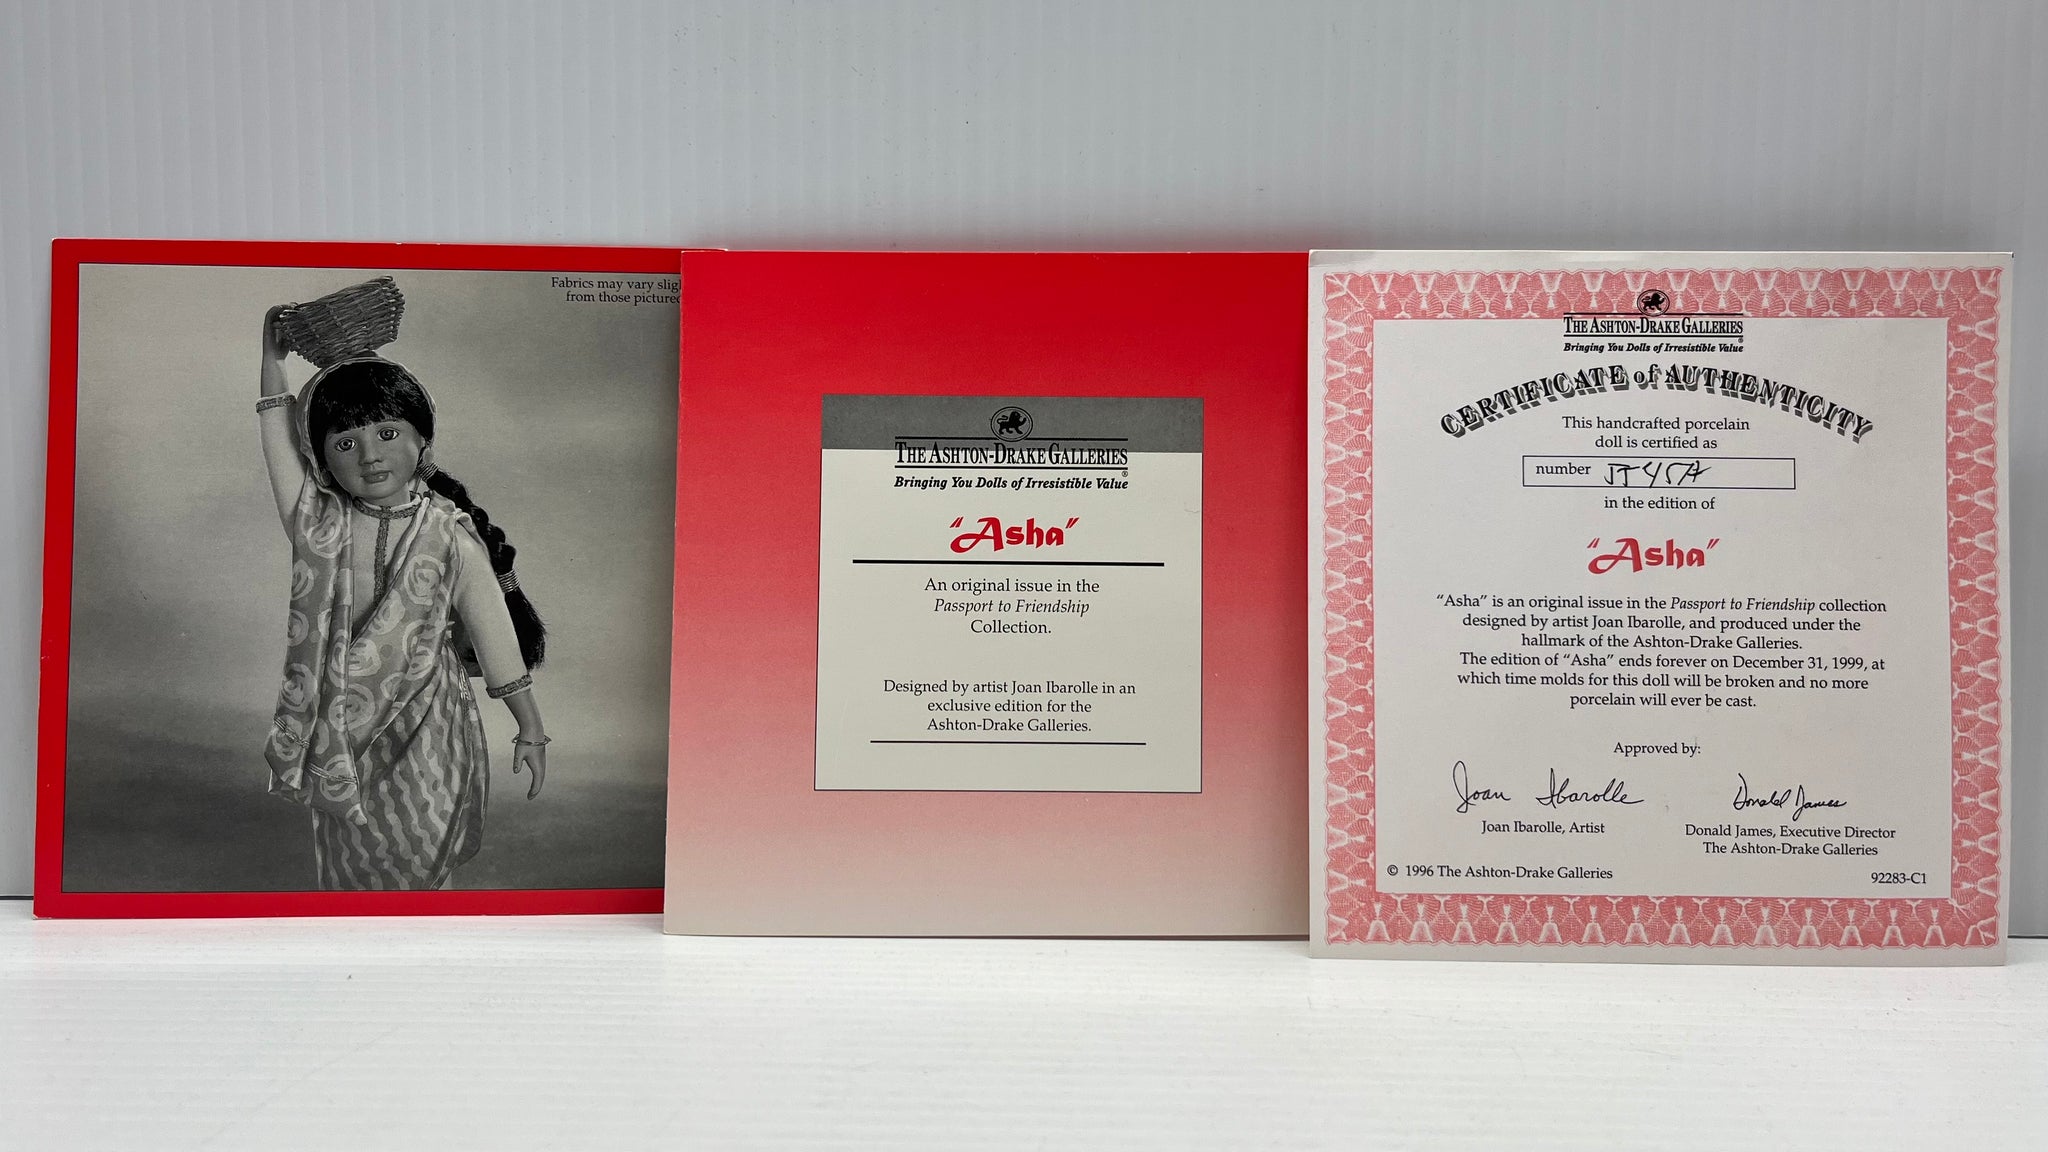 Fabrics may vary
from those pictured
THE ASHTON-DRAKE GALLERIES
®
Bringing You Dolls of Irresistible Value
"Asha"
An original issue in the
Passport to Friendship
Collection.
Designed by artist Joan Ibarolle in an
exclusive edition for the
Ashton-Drake Galleries.
THE ASHTON-DRAKE GALLERIES
®
Bringing You Dolls of Irresistible Value
CERTIFICATE of AUTHENTICITY
This handcrafted porcelain
doll is certified as
number
in the edition of
"Asha"
"Asha" is an original issue in the Passport to Friendship collection
designed by artist Joan Ibarolle, and produced under the
hallmark of the Ashton-Drake Galleries.
The edition of "Asha" ends forever on December 31, 1999, at
which time molds for this doll will be broken and no more
porcelain will ever be cast.
Approved by:
Joan Ibarolle
Donald James
Joan Ibarolle, Artist
Donald James, Executive Director
The Ashton-Drake Galleries
© 1996 The Ashton-Drake Galleries
92283-C1